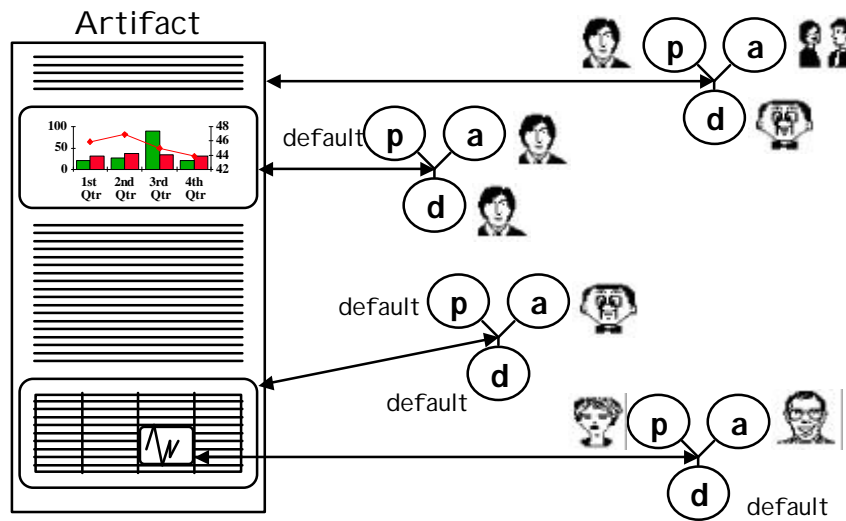 Artifact
p a
d
100
50
0
48
46
44
42
1st
Qtr
2nd
Qtr
3rd
Qtr
4th
Qtr
default p a
d
default p a
d
default
p a
d default